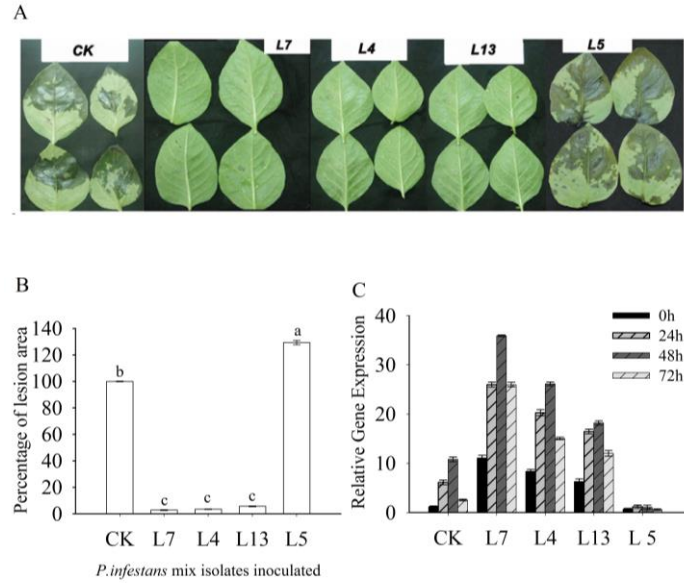 A
CK L7 L4 L13 L5
B
Percentage of lesion area
140
120
100
80
60
40
20
0
b c c c a
CK L7 L4 L13 L5
P.infestans mix isolates inoculated
C
Relative Gene Expression
40
30
20
10
0
0h
24h
48h
72h
CK L7 L4 L13 L 5